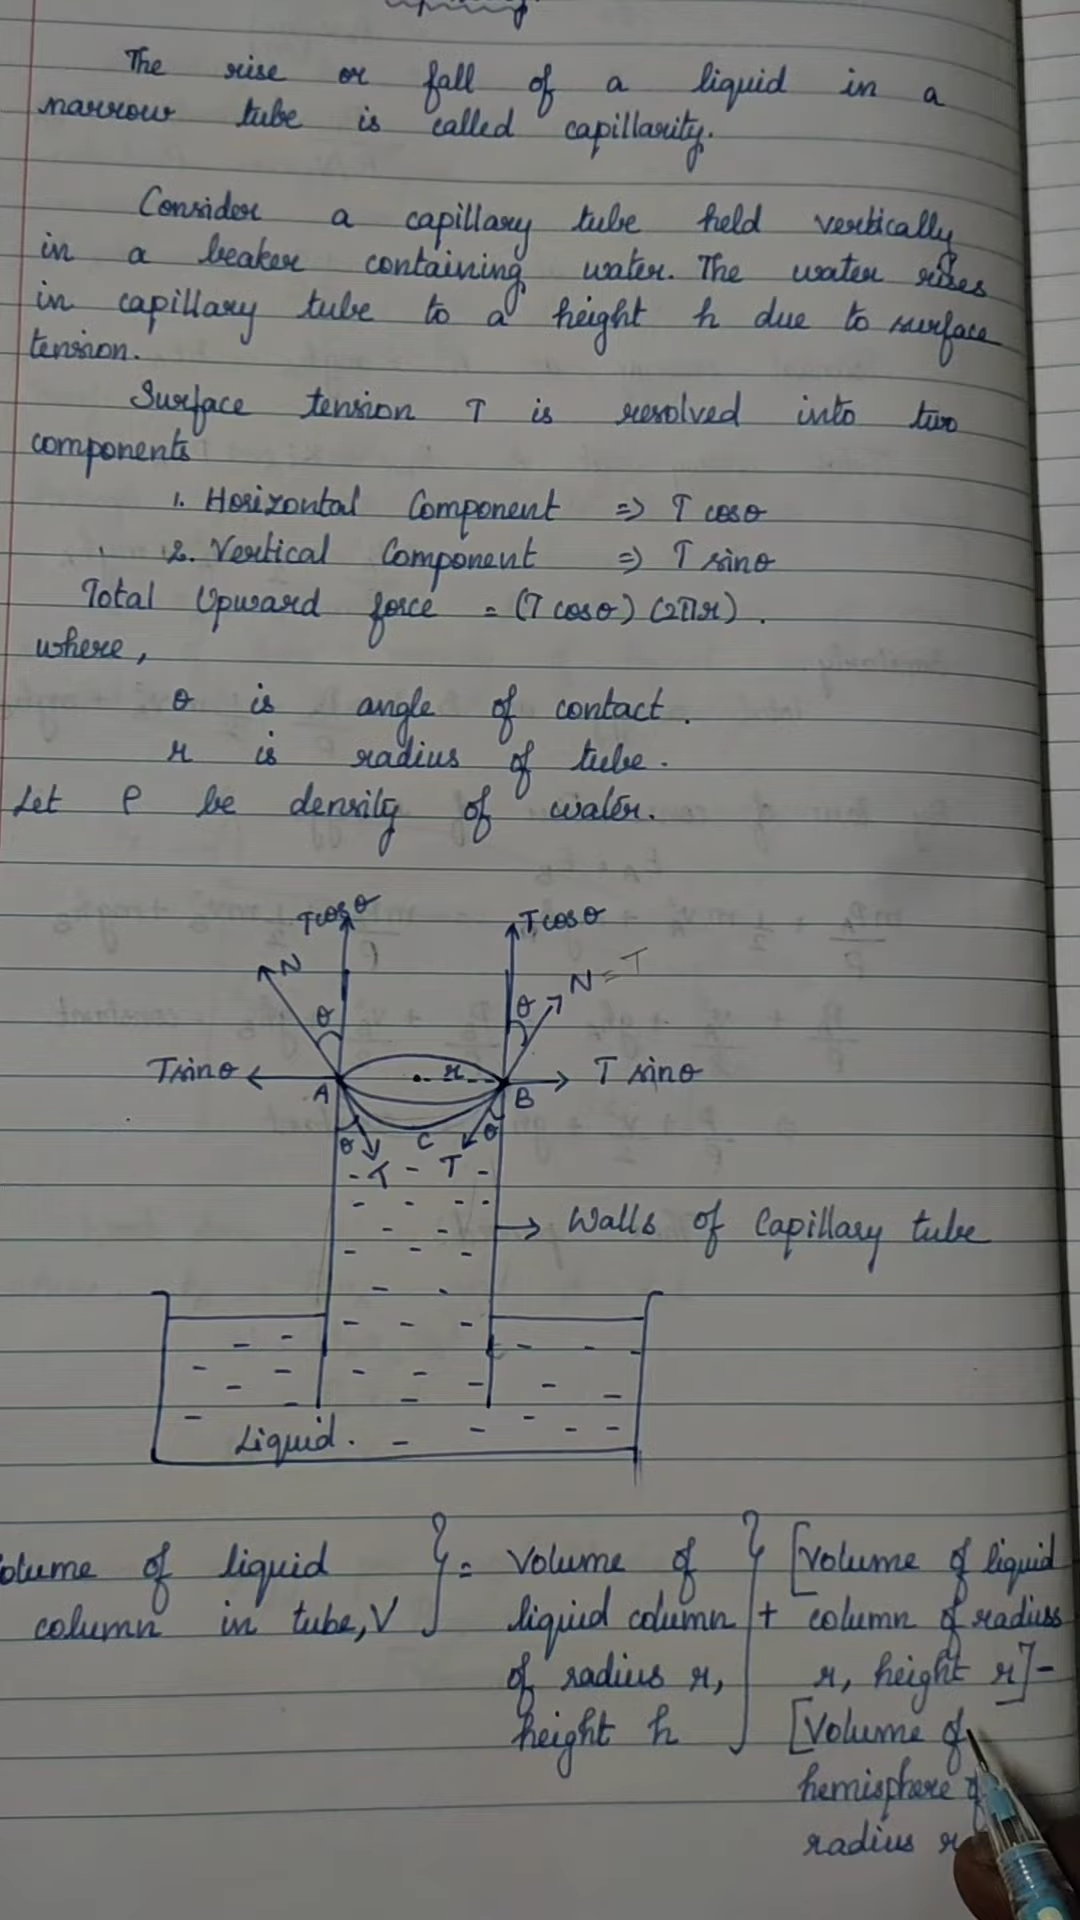 The rise or fall of a liquid in a
narrow tube is called capillarity.
Consider a capillary tube held vertically
in a beaker containing water. The water rises
in capillary tube to a height h due to surface
tension.
Surface tension T is resolved into two
components
1. Horizontal Component ⇒ T cosθ
2. Vertical Component ⇒ T sinθ
Total Upward force = (T cosθ) (2πr).
where,
θ is angle of contact.
r is radius of tube.
Let ρ be density of water.
Tcosθ Tcosθ
N N = T
θ θ
Tsinθ r T sinθ
A B
θ C θ
T T
→ Walls of Capillary tube
Liquid.
olume of liquid } = Volume of } [Volume of liquid
column in tube, V liquid column + column of radius
of radius r, r, height r] -
height h [Volume of
hemisphere
radius r